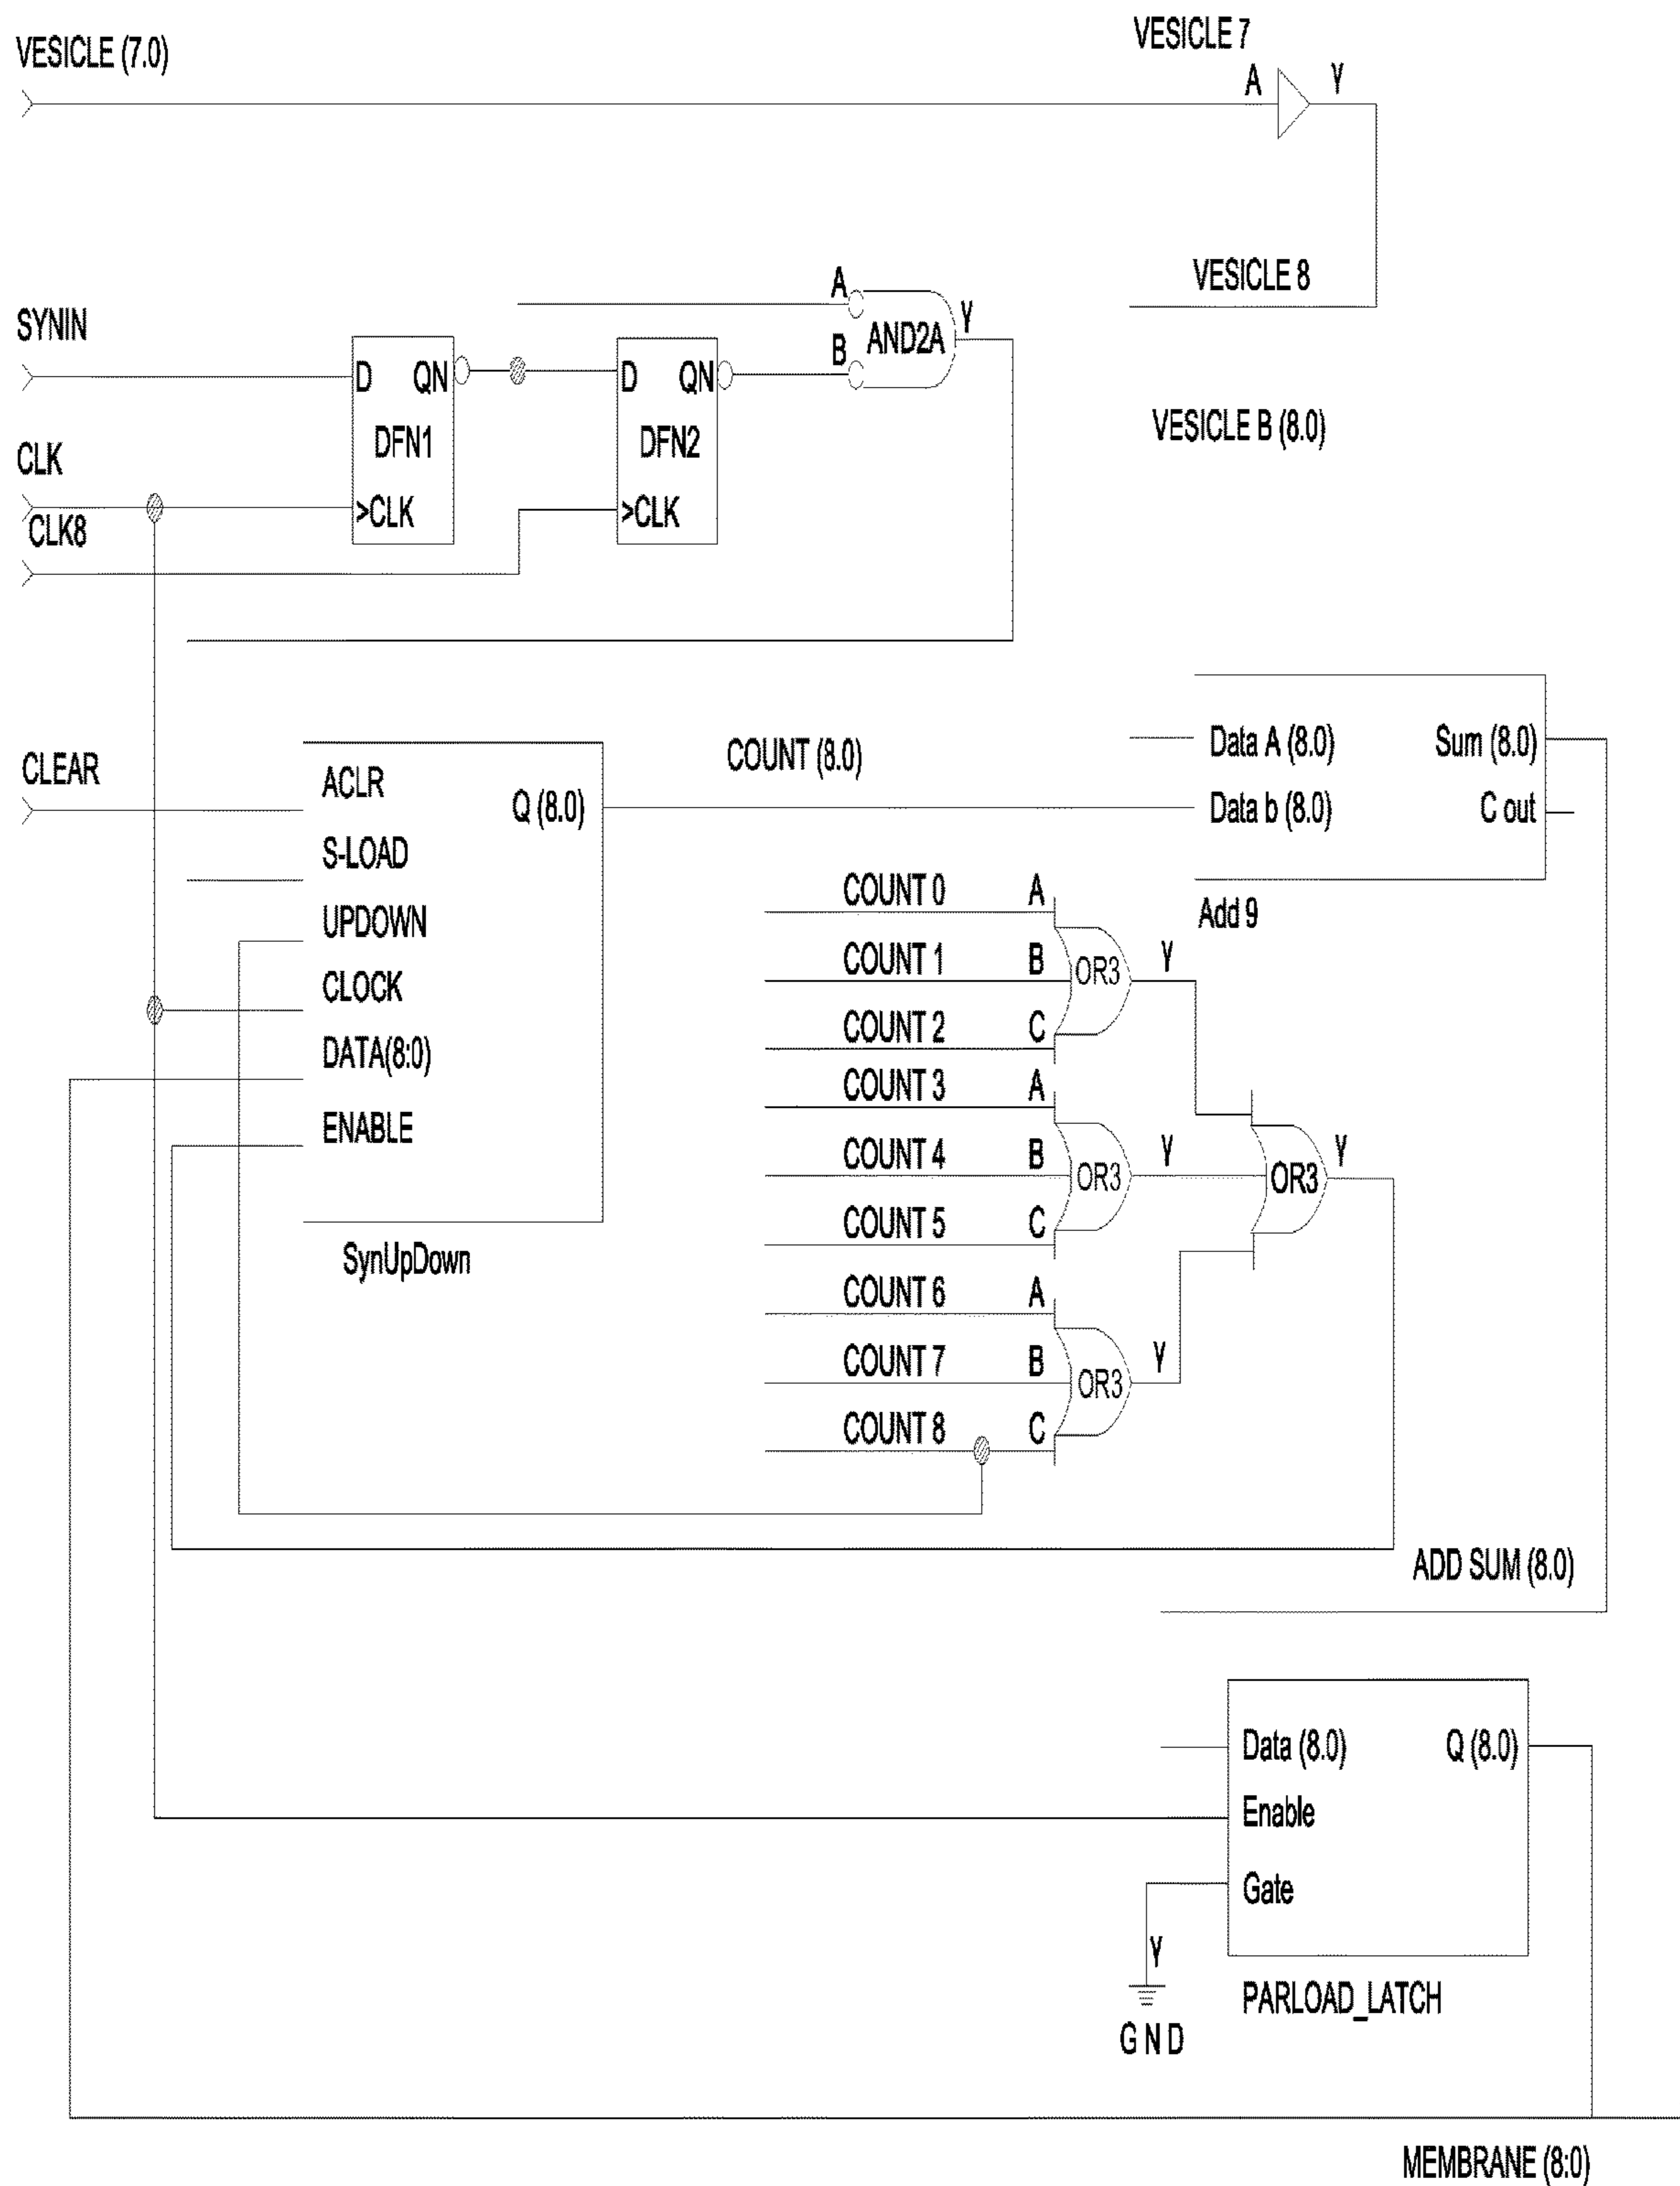 VESICLE 7
VESICLE (7.0)
A
Y
VESICLE 8
A
Y
SYNIN
AND2A
B
D
QN
D
QN
VESICLE B (8.0)
DFN1
DFN2
CLK
>CLK
>CLK
CLK8
Data A (8.0)
Sum (8.0)
COUNT (8.0)
CLEAR
ACLR
Q (8.0)
Data b (8.0)
C out
S-LOAD
COUNT 0
A
Add 9
UPDOWN
COUNT 1
B
OR3
Y
CLOCK
COUNT 2
C
DATA(8:0)
COUNT 3
A
ENABLE
COUNT 4
B
OR3
Y
OR3
Y
COUNT 5
C
SynUpDown
COUNT 6
A
COUNT 7
B
OR3
Y
COUNT 8
C
ADD SUM (8.0)
Data (8.0)
Q (8.0)
Enable
Gate
Y
PARLOAD_LATCH
GND
MEMBRANE (8:0)